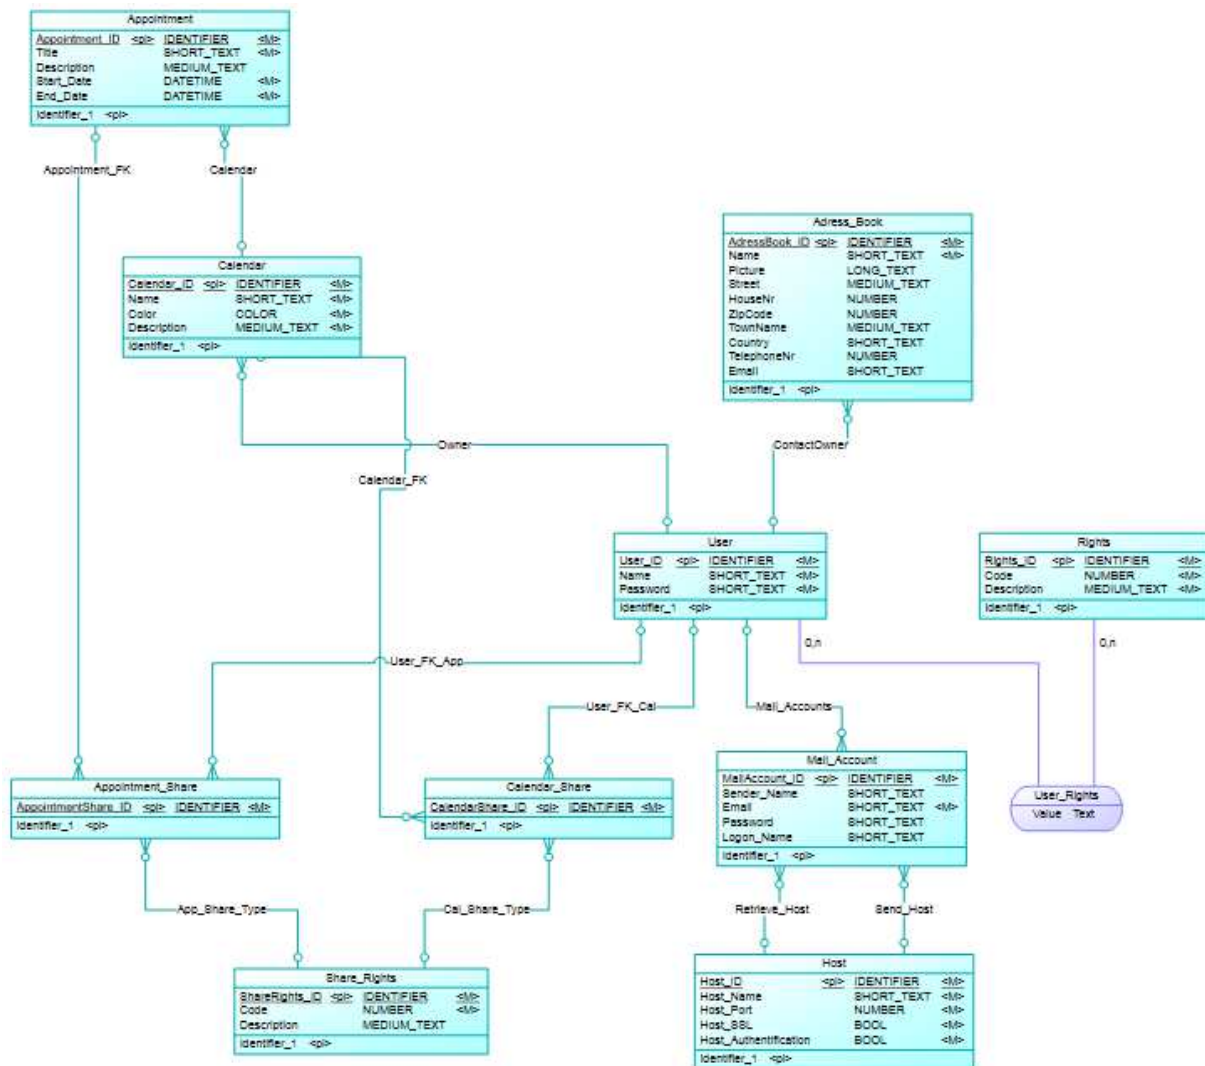 Appointment
Appointment_ID <pi> IDENTIFIER <M>
Title SHORT_TEXT <M>
Description MEDIUM_TEXT
Start_Date DATETIME <M>
End_Date DATETIME <M>
Identifier_1 <pi>
Appointment_FK
Calendar
Adress_Book
AdressBook_ID <pi> IDENTIFIER <M>
Name SHORT_TEXT <M>
Picture LONG_TEXT
Street MEDIUM_TEXT
HouseNr NUMBER
ZipCode NUMBER
TownName MEDIUM_TEXT
Country SHORT_TEXT
TelephoneNr NUMBER
Email SHORT_TEXT
Identifier_1 <pi>
Calendar
Calendar_ID <pi> IDENTIFIER <M>
Name SHORT_TEXT <M>
Color COLOR <M>
Description MEDIUM_TEXT <M>
Identifier_1 <pi>
Owner
ContactOwner
Calendar_FK
User
User_ID <pi> IDENTIFIER <M>
Name SHORT_TEXT <M>
Password SHORT_TEXT <M>
Identifier_1 <pi>
Rights
Rights_ID <pi> IDENTIFIER <M>
Code NUMBER <M>
Description MEDIUM_TEXT <M>
Identifier_1 <pi>
0,n
0,n
User_FK_App
User_FK_Cal
Mail_Accounts
Appointment_Share
AppointmentShare_ID <pi> IDENTIFIER <M>
Identifier_1 <pi>
Calendar_Share
CalendarShare_ID <pi> IDENTIFIER <M>
Identifier_1 <pi>
Mail_Account
MailAccount_ID <pi> IDENTIFIER <M>
Sender_Name SHORT_TEXT
Email SHORT_TEXT <M>
Password SHORT_TEXT
Logon_Name SHORT_TEXT
Identifier_1 <pi>
User_Rights
Value Text
App_Share_Type
Cal_Share_Type
Retrieve_Host
Send_Host
Share_Rights
ShareRights_ID <pi> IDENTIFIER <M>
Code NUMBER <M>
Description MEDIUM_TEXT
Identifier_1 <pi>
Host
Host_ID <pi> IDENTIFIER <M>
Host_Name SHORT_TEXT <M>
Host_Port NUMBER <M>
Host_SSL BOOL <M>
Host_Authentification BOOL <M>
Identifier_1 <pi>